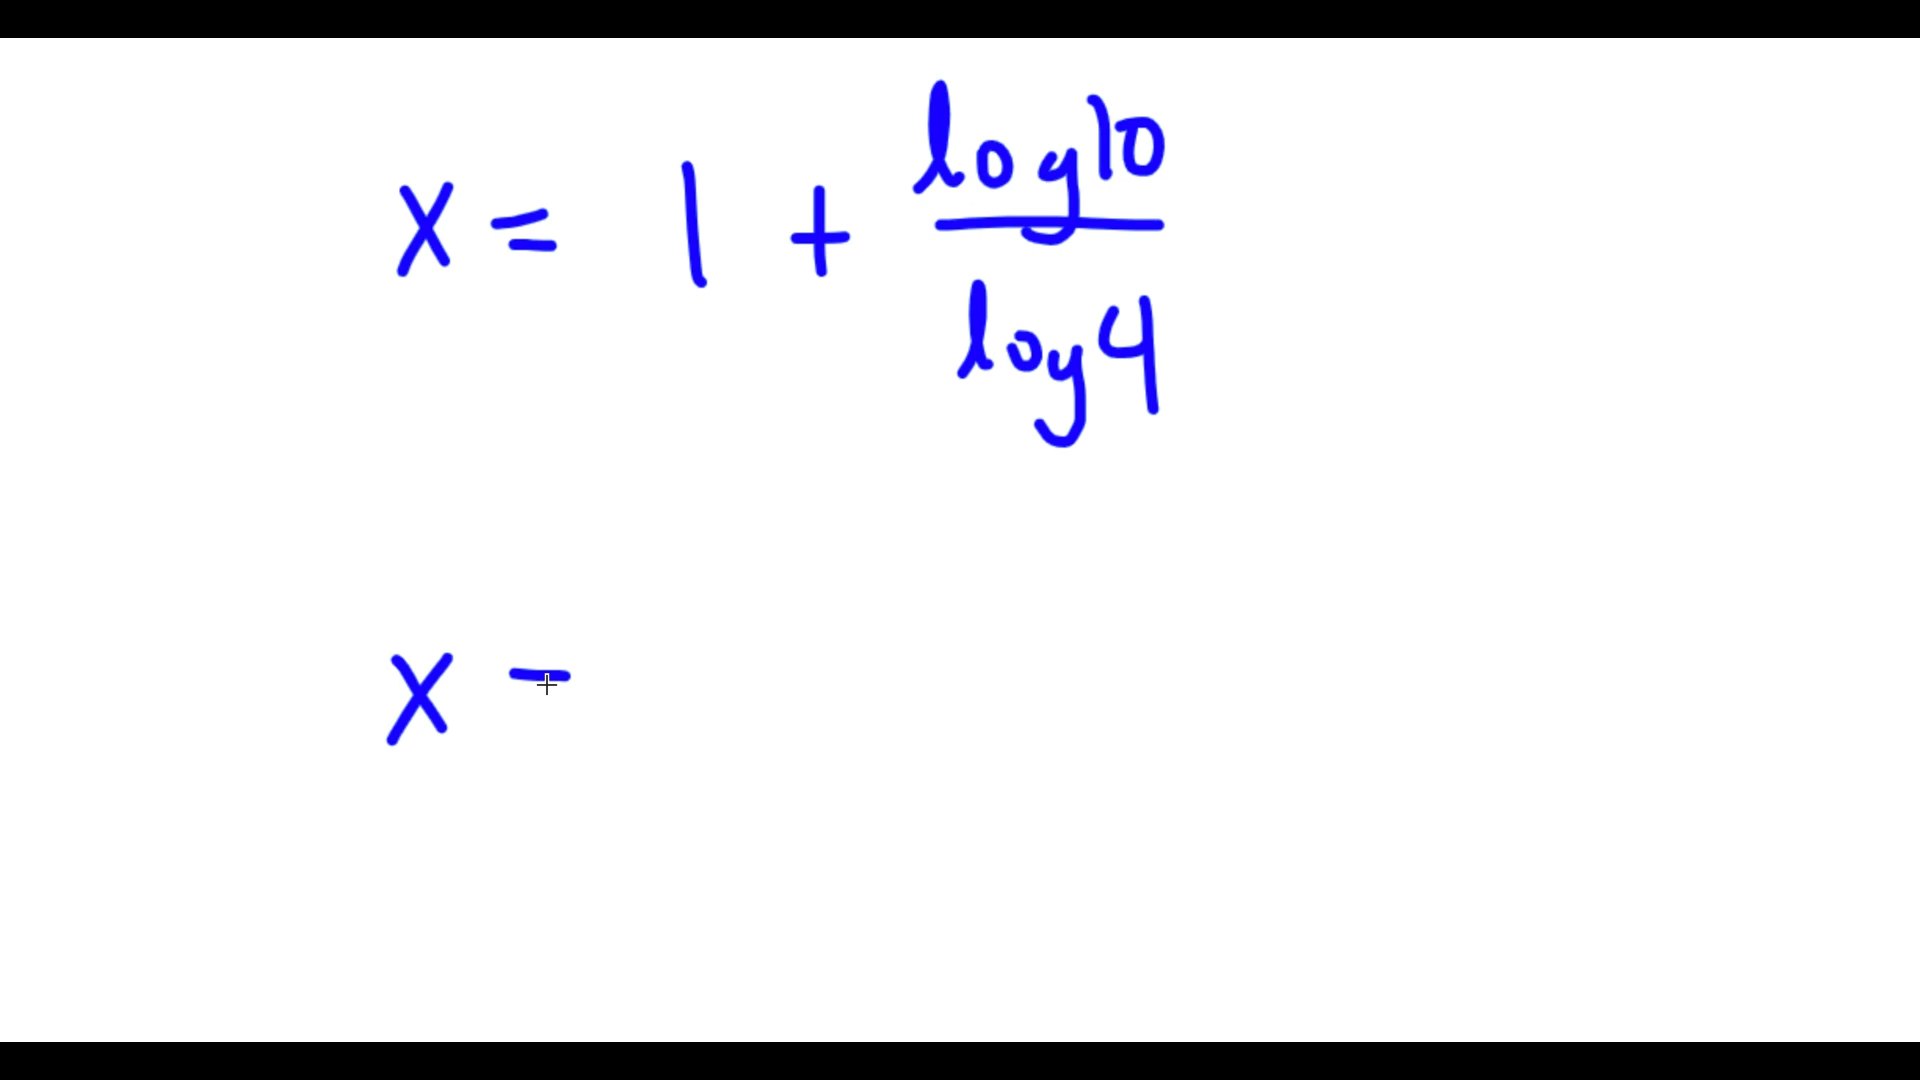 x = 1 + log10/log4
x -